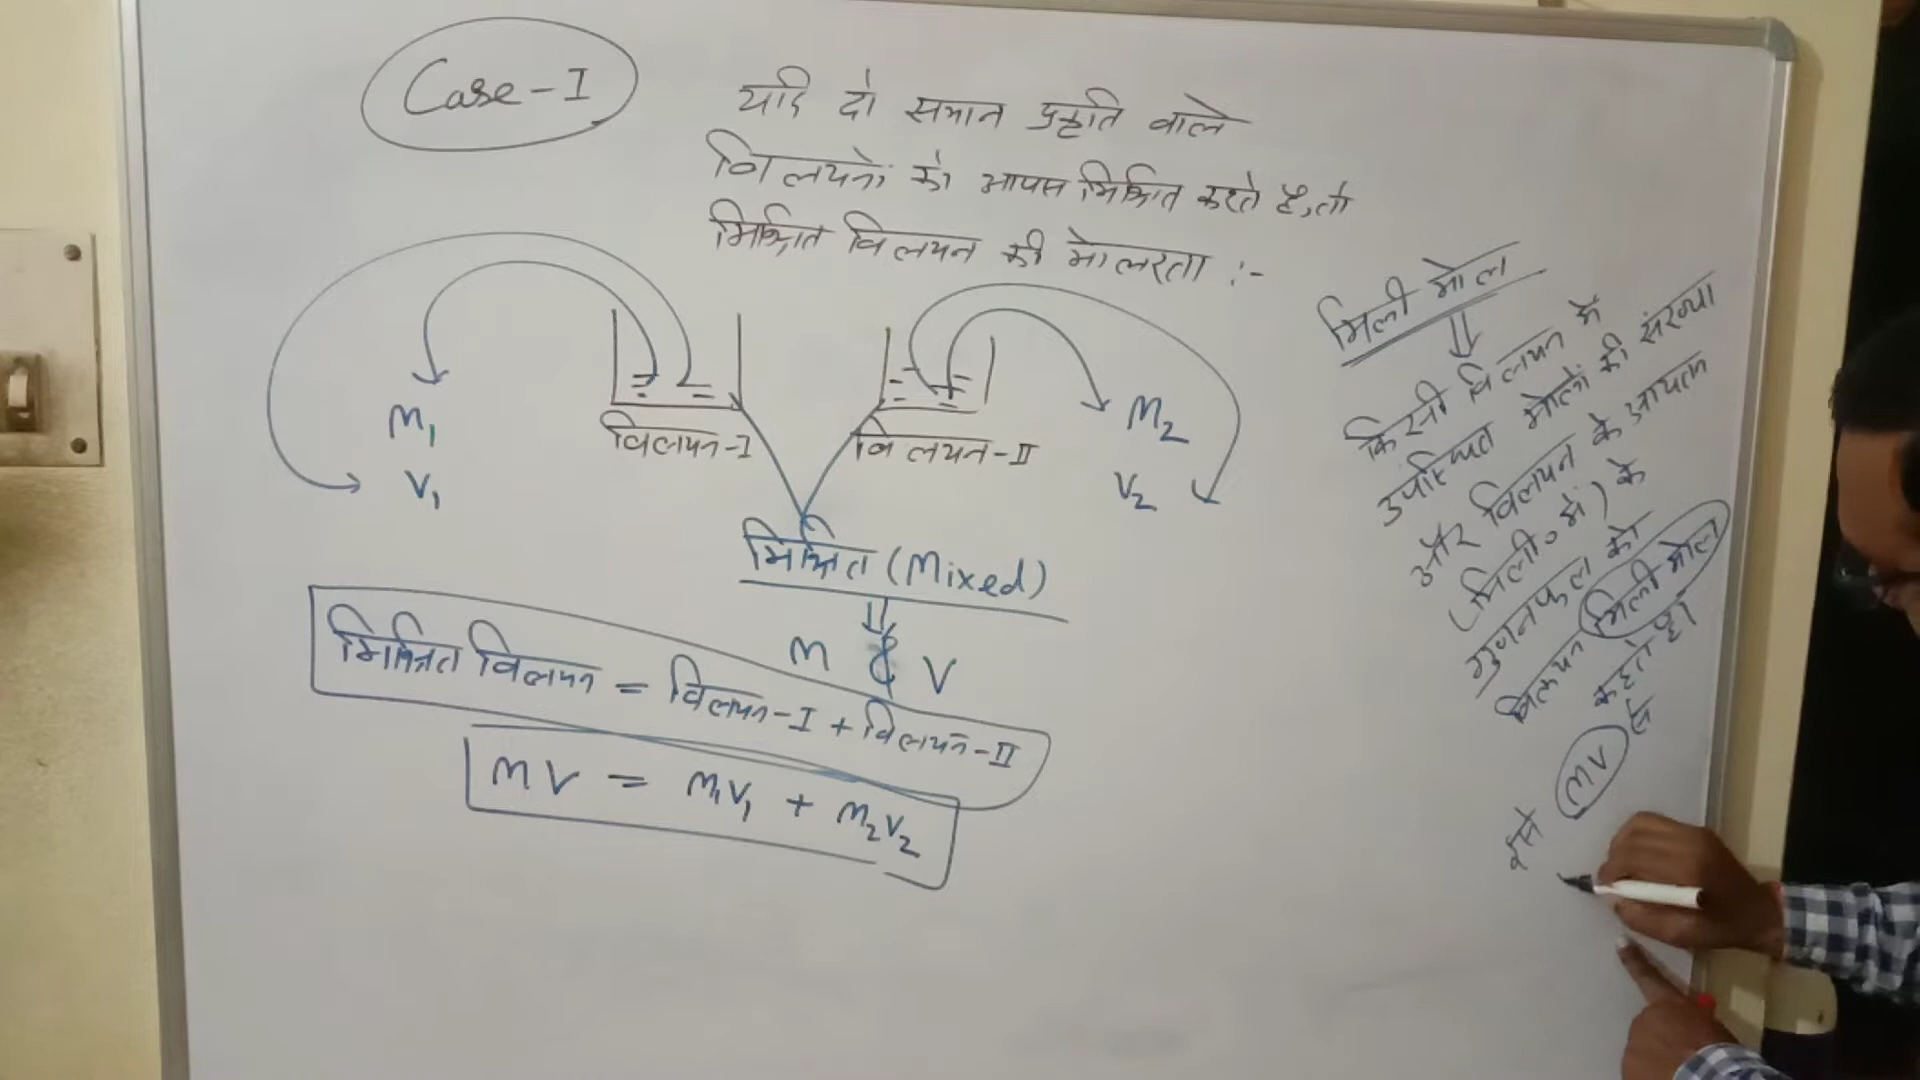 Case-I
यदि दो समान प्रकृति वाले
विलयनों को आपस मिश्रित करते है, तो
मिश्रित विलयन की मोलरता :-
M₁
V₁
विलयन-I
विलयन-II
M₂
V₂
मिश्रित (Mixed)
⇓
M & V
मिश्रित विलयन = विलयन-I + विलयन-II
MV = M₁V₁ + M₂V₂
मिली मोल
⇓
किसी विलयन में
उपस्थित मोलों की संख्या
और विलयन के आयतन
(मिली० में) के
गुणनफल को
विलयन मिली मोल
कहते है।
इसे MV से